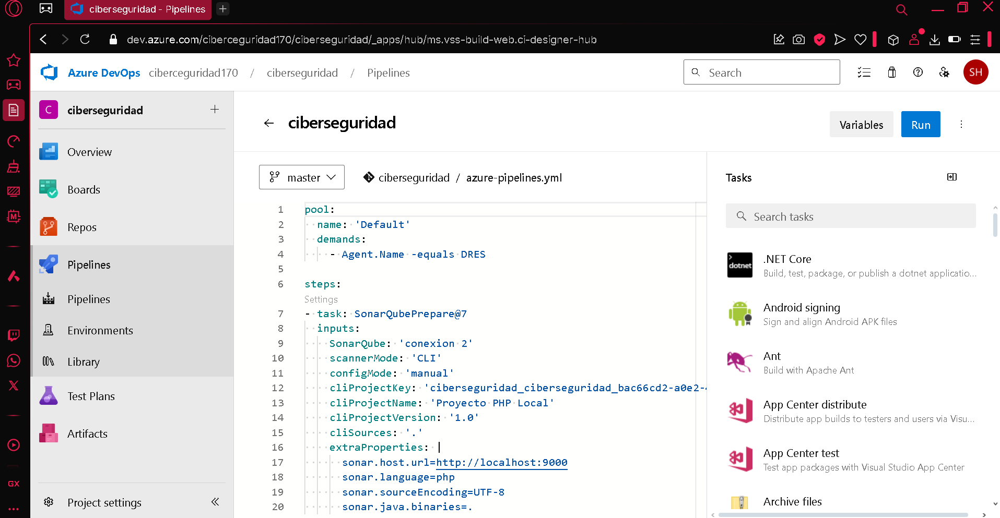 ciberseguridad - Pipelines
dev.azure.com/ciberceguridad170/ciberseguridad/_apps/hub/ms.vss-build-web.ci-designer-hub
Azure DevOps ciberceguridad170 / ciberseguridad / Pipelines
Search
SH
C ciberseguridad
Overview
Boards
Repos
Pipelines
Pipelines
Environments
Library
Test Plans
Artifacts
Project settings
GX
ciberseguridad
Variables
Run
master
ciberseguridad / azure-pipelines.yml
1 pool:
2 name: 'Default'
3 demands:
4 - Agent.Name -equals DRES
5
6 steps:
Settings
7 - task: SonarQubePrepare@7
8 inputs:
9 SonarQube: 'conexion 2'
10 scannerMode: 'CLI'
11 configMode: 'manual'
12 cliProjectKey: 'ciberseguridad_ciberseguridad_bac66cd2-a0e2-
13 cliProjectName: 'Proyecto PHP Local'
14 cliProjectVersion: '1.0'
15 cliSources: '.'
16 extraProperties: |
17 sonar.host.url=http://localhost:9000
18 sonar.language=php
19 sonar.sourceEncoding=UTF-8
20 sonar.java.binaries=.
Tasks
Search tasks
dotnet
.NET Core
Build, test, package, or publish a dotnet applicatio...
Android signing
Sign and align Android APK files
Ant
Build with Apache Ant
App Center distribute
Distribute app builds to testers and users via Visu...
App Center test
Test app packages with Visual Studio App Center
Archive files